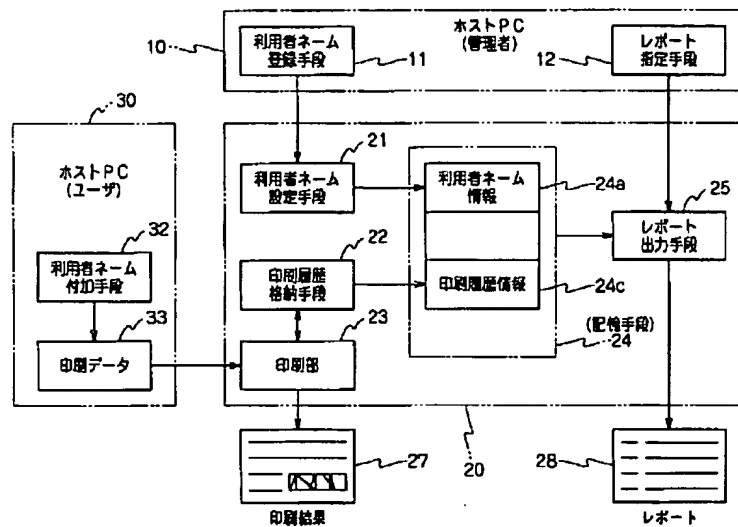 ホストPC
(管理者)
10
利用者ネーム
登録手段
11
12
レポート
指定手段
30
ホストPC
(ユーザ)
32
利用者ネーム
付加手段
33
印刷データ
21
利用者ネーム
設定手段
22
印刷履歴
格納手段
23
印刷部
利用者ネーム
情報
24a
印刷履歴情報
24c
(記憶手段)
24
25
レポート
出力手段
27
印刷結果
20
28
レポート